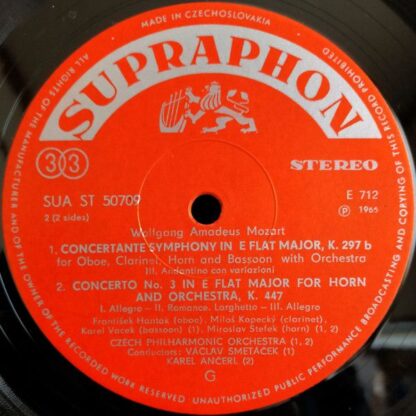 MADE IN CZECHOSLOVAKIA
ALL RIGHTS OF THE MANUFACTURER AND OF THE OWNER OF THE RECORDED WORK RESERVED UNAUTHORIZED PUBLIC PERFORMANCE BROADCASTING AND COPYING OF THIS RECORD PROHIBITED
SUPRAPHON
33 STEREO
SUA ST 50709 E 712
2 (2 sides) ℗ 1965
Wolfgang Amadeus Mozart
1. CONCERTANTE SYMPHONY IN E FLAT MAJOR, K. 297 b
for Oboe, Clarinet, Horn and Bassoon with Orchestra
III. Andantino con variazioni
2. CONCERTO No. 3 IN E FLAT MAJOR FOR HORN
AND ORCHESTRA, K. 447
I. Allegro — II. Romance. Larghetto — III. Allegro
František Hanták (oboe), Miloš Kopecký (clarinet),
Karel Vacek (bassoon) (1), Miroslav Štefek (horn) (1, 2)
CZECH PHILHARMONIC ORCHESTRA (1, 2)
Conductors: VÁCLAV SMETÁČEK (1)
KAREL ANČERL (2)
G